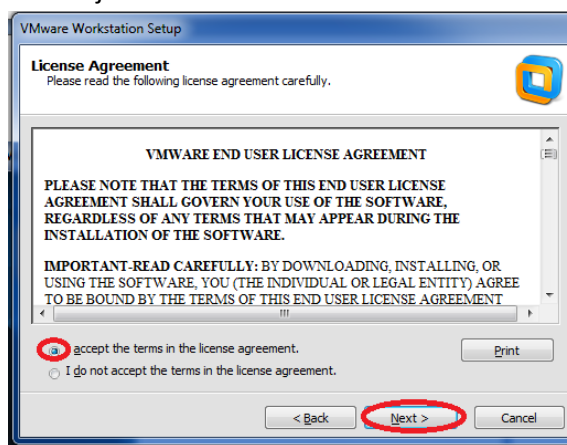 VMware Workstation Setup
License Agreement
Please read the following license agreement carefully.
VMWARE END USER LICENSE AGREEMENT
PLEASE NOTE THAT THE TERMS OF THIS END USER LICENSE
AGREEMENT SHALL GOVERN YOUR USE OF THE SOFTWARE,
REGARDLESS OF ANY TERMS THAT MAY APPEAR DURING THE
INSTALLATION OF THE SOFTWARE.
IMPORTANT-READ CAREFULLY: BY DOWNLOADING, INSTALLING, OR
USING THE SOFTWARE, YOU (THE INDIVIDUAL OR LEGAL ENTITY) AGREE
TO BE BOUND BY THE TERMS OF THIS END USER LICENSE AGREEMENT
accept the terms in the license agreement.
Print
I do not accept the terms in the license agreement.
< Back
Next >
Cancel